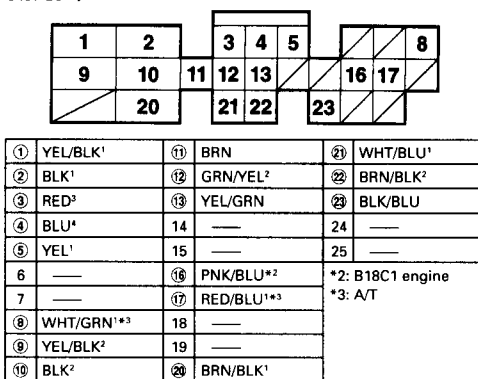 1 2 3 4 5 8
9 10 11 12 13 16 17
20 21 22 23
① YEL/BLK¹ ⑪ BRN ㉑ WHT/BLU¹
② BLK¹ ⑫ GRN/YEL² ㉒ BRN/BLK²
③ RED³ ⑬ YEL/GRN ㉓ BLK/BLU
④ BLU⁴ 14 — 24 —
⑤ YEL¹ 15 — 25 —
6 — ⑯ PNK/BLU*² *2: B18C1 engine
7 — ⑰ RED/BLU¹*³ *3: A/T
⑧ WHT/GRN¹*³ 18 —
⑨ YEL/BLK² 19 —
⑩ BLK² ⑳ BRN/BLK¹